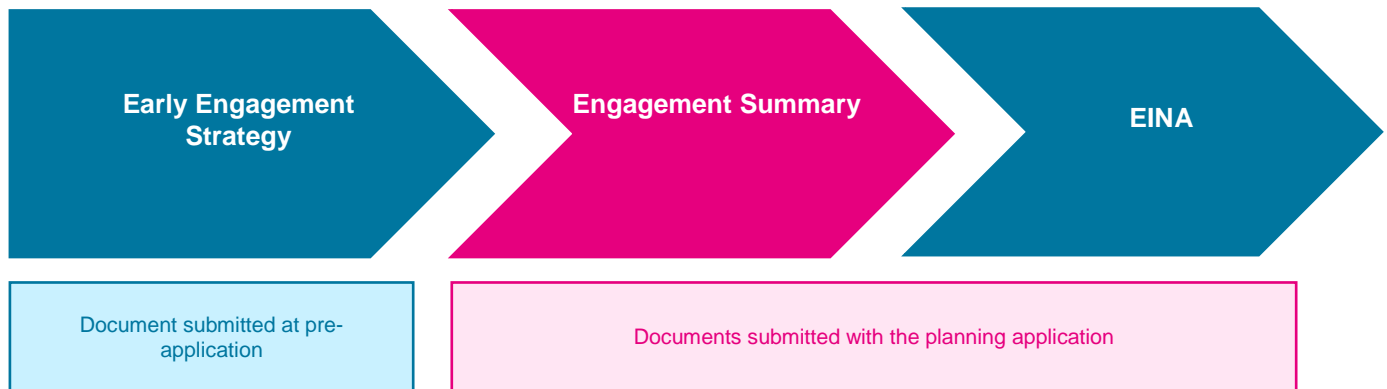 Early Engagement
Strategy
Engagement Summary
EINA
Document submitted at pre-
application
Documents submitted with the planning application